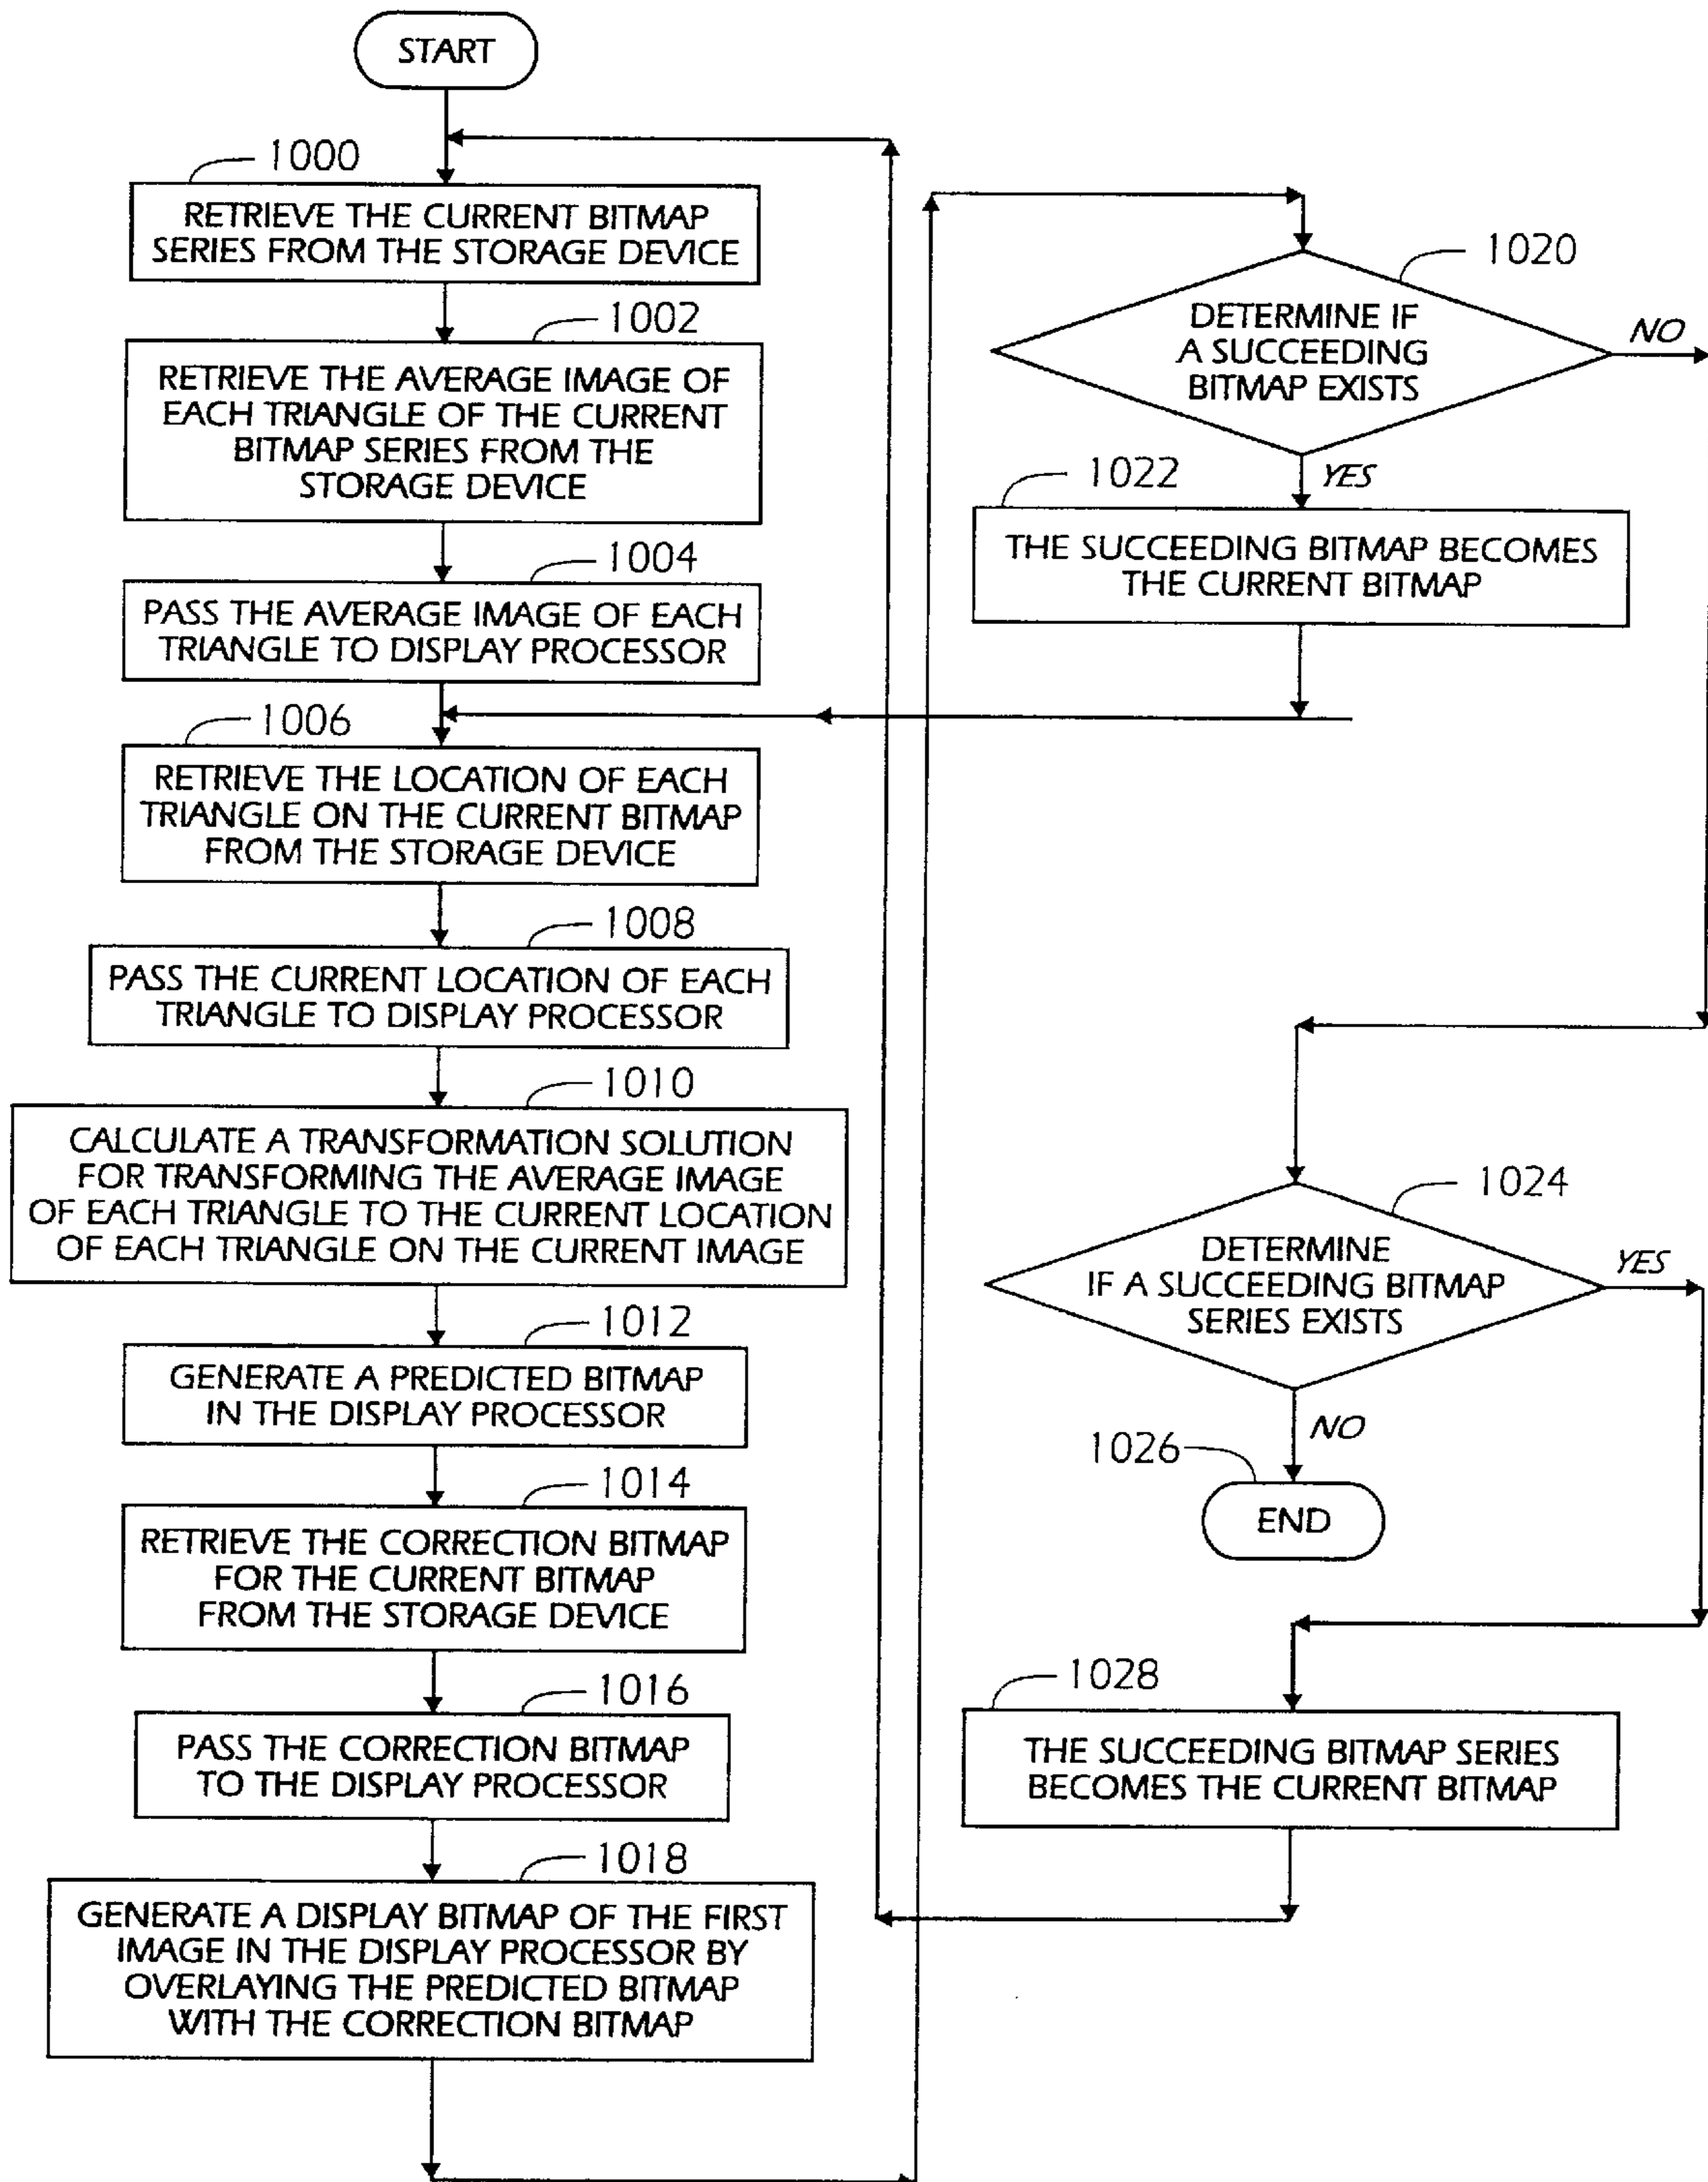 START
1000
RETRIEVE THE CURRENT BITMAP
SERIES FROM THE STORAGE DEVICE
1002
RETRIEVE THE AVERAGE IMAGE OF
EACH TRIANGLE OF THE CURRENT
BITMAP SERIES FROM THE
STORAGE DEVICE
1004
PASS THE AVERAGE IMAGE OF EACH
TRIANGLE TO DISPLAY PROCESSOR
1006
RETRIEVE THE LOCATION OF EACH
TRIANGLE ON THE CURRENT BITMAP
FROM THE STORAGE DEVICE
1008
PASS THE CURRENT LOCATION OF EACH
TRIANGLE TO DISPLAY PROCESSOR
1010
CALCULATE A TRANSFORMATION SOLUTION
FOR TRANSFORMING THE AVERAGE IMAGE
OF EACH TRIANGLE TO THE CURRENT LOCATION
OF EACH TRIANGLE ON THE CURRENT IMAGE
1012
GENERATE A PREDICTED BITMAP
IN THE DISPLAY PROCESSOR
1014
RETRIEVE THE CORRECTION BITMAP
FOR THE CURRENT BITMAP
FROM THE STORAGE DEVICE
1016
PASS THE CORRECTION BITMAP
TO THE DISPLAY PROCESSOR
1018
GENERATE A DISPLAY BITMAP OF THE FIRST
IMAGE IN THE DISPLAY PROCESSOR BY
OVERLAYING THE PREDICTED BITMAP
WITH THE CORRECTION BITMAP
1020
DETERMINE IF
A SUCCEEDING
BITMAP EXISTS
NO
YES
1022
THE SUCCEEDING BITMAP BECOMES
THE CURRENT BITMAP
1024
DETERMINE
IF A SUCCEEDING BITMAP
SERIES EXISTS
YES
NO
1026
END
1028
THE SUCCEEDING BITMAP SERIES
BECOMES THE CURRENT BITMAP